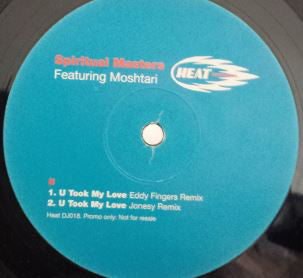 Spiritual Masters
Featuring Moshtari
HEAT
1. U Took My Love Eddy Fingers Remix
2. U Took My Love Jonesy Remix
Heat DJ018. Promo only: Not for resale